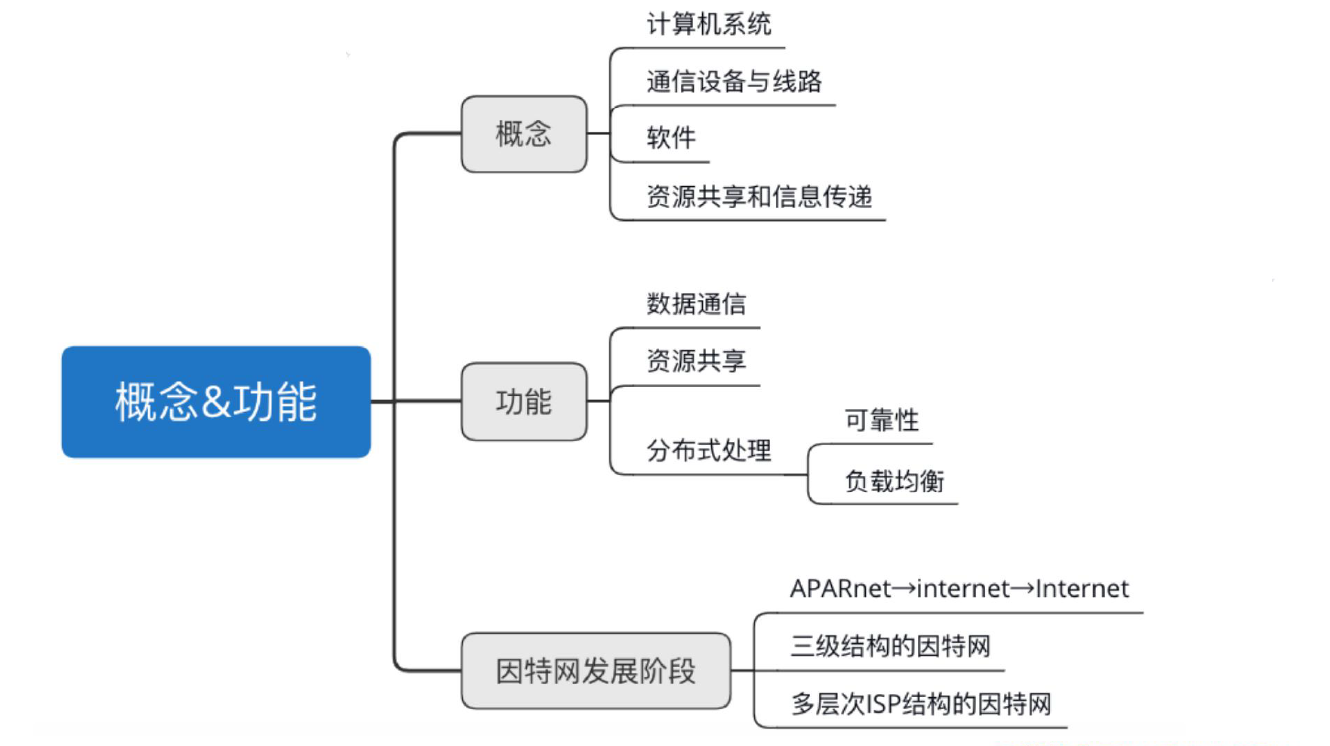 概念&功能
概念
计算机系统
通信设备与线路
软件
资源共享和信息传递
功能
数据通信
资源共享
分布式处理
可靠性
负载均衡
因特网发展阶段
APARnet→internet→Internet
三级结构的因特网
多层次ISP结构的因特网